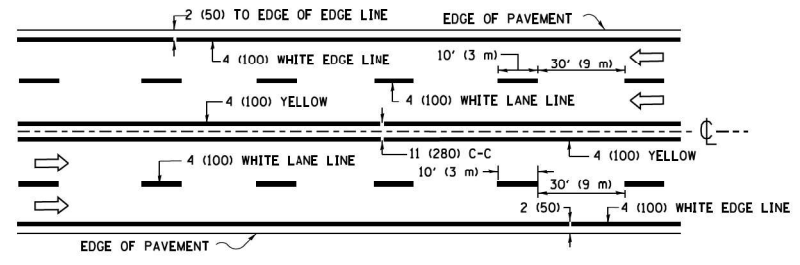 2 (50) TO EDGE OF EDGE LINE
EDGE OF PAVEMENT
4 (100) WHITE EDGE LINE
10' (3 m)
30' (9 m)
4 (100) YELLOW
4 (100) WHITE LANE LINE
℄
4 (100) WHITE LANE LINE
11 (280) C-C
4 (100) YELLOW
10' (3 m)
30' (9 m)
2 (50)
4 (100) WHITE EDGE LINE
EDGE OF PAVEMENT